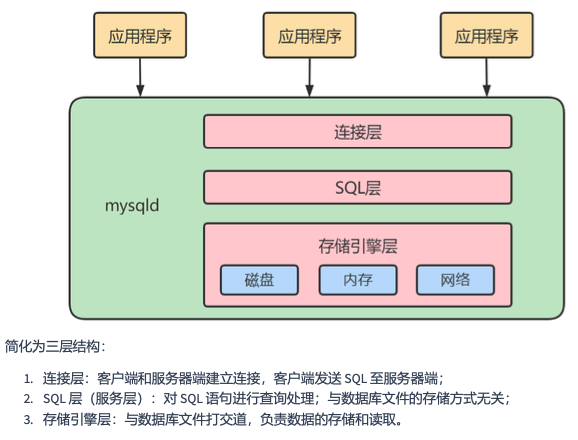 应用程序 应用程序 应用程序
连接层
SQL层
mysqld
存储引擎层
磁盘 内存 网络
简化为三层结构：
1. 连接层：客户端和服务器端建立连接，客户端发送 SQL 至服务器端；
2. SQL 层（服务层）：对 SQL 语句进行查询处理；与数据库文件的存储方式无关；
3. 存储引擎层：与数据库文件打交道，负责数据的存储和读取。